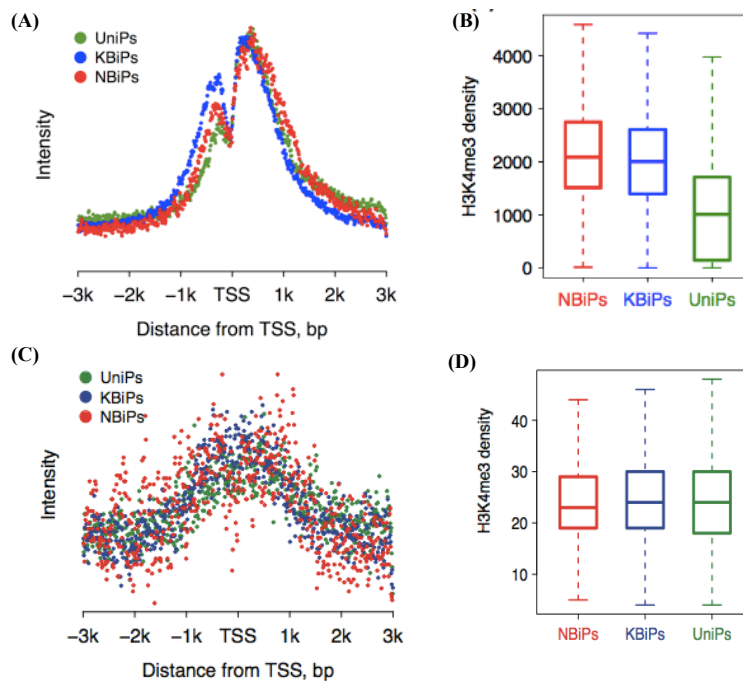 (A)
UniPs
KBiPs
NBiPs
Intensity
−3k −2k −1k TSS 1k 2k 3k
Distance from TSS, bp
(B)
H3K4me3 density
4000
3000
2000
1000
0
NBiPs KBiPs UniPs
(C)
UniPs
KBiPs
NBiPs
Intensity
−3k −2k −1k TSS 1k 2k 3k
Distance from TSS, bp
(D)
H3K4me3 density
40
30
20
10
NBiPs KBiPs UniPs